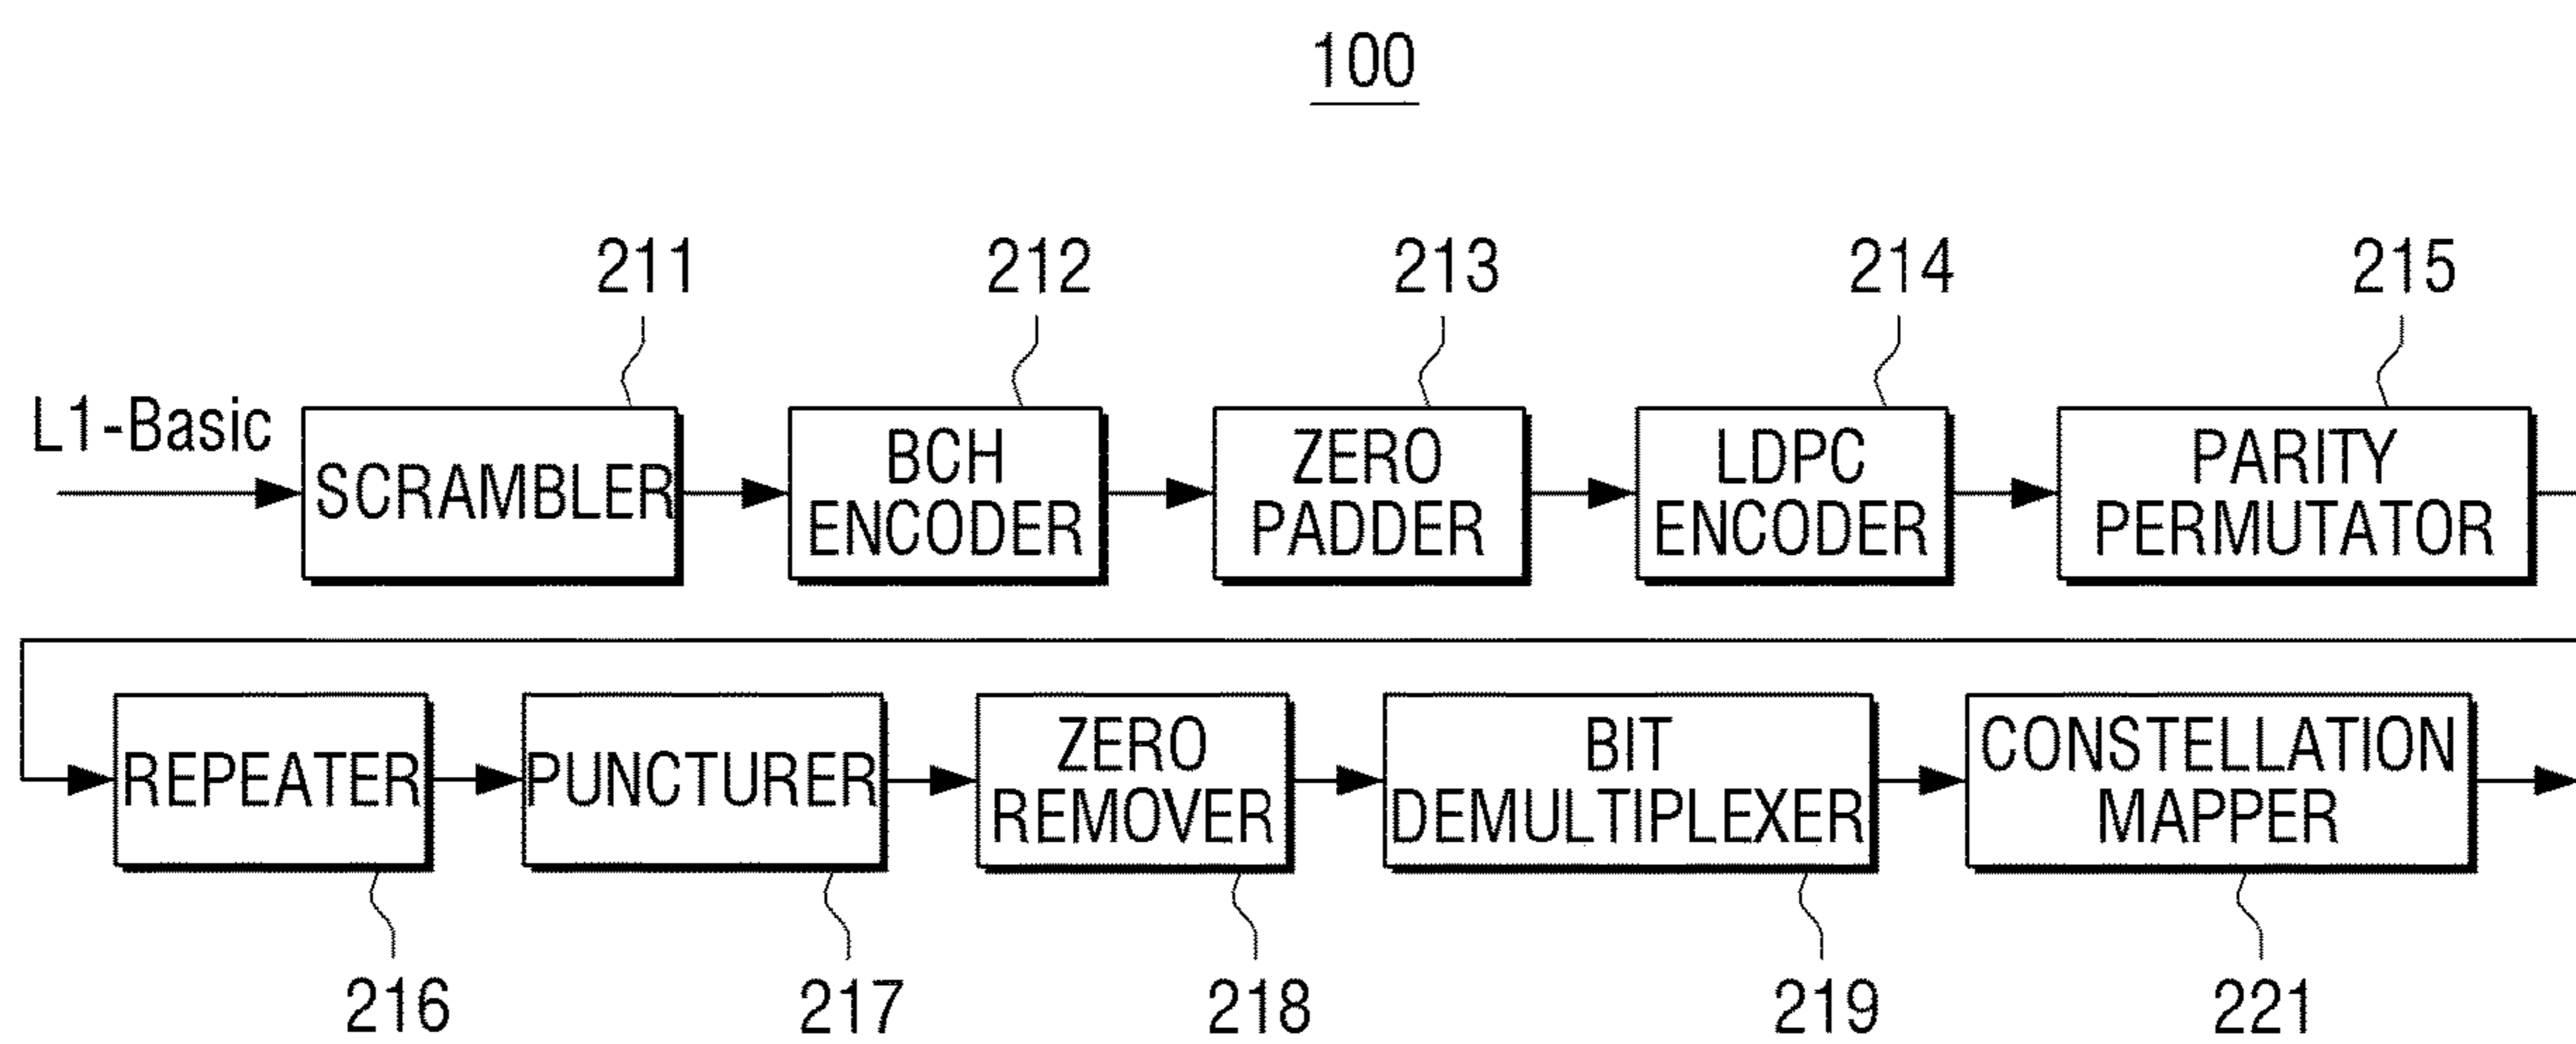 100
211
212
213
214
215
L1-Basic
SCRAMBLER
BCH
ENCODER
ZERO
PADDER
LDPC
ENCODER
PARITY
PERMUTATOR
REPEATER
PUNCTURER
ZERO
REMOVER
BIT
DEMULTIPLEXER
CONSTELLATION
MAPPER
216
217
218
219
221